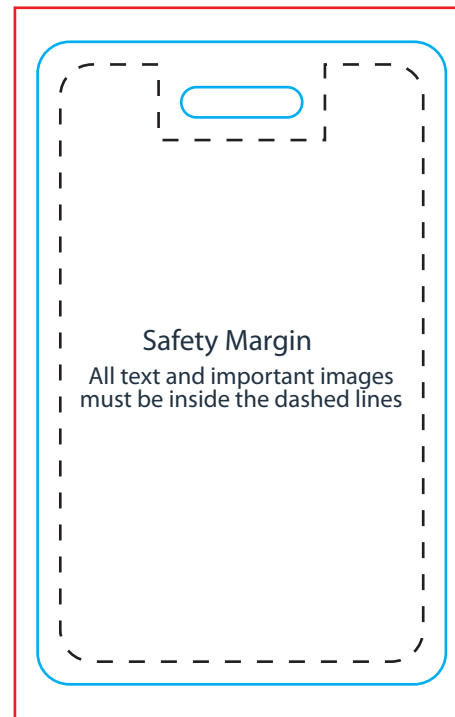 Safety Margin
All text and important images
must be inside the dashed lines